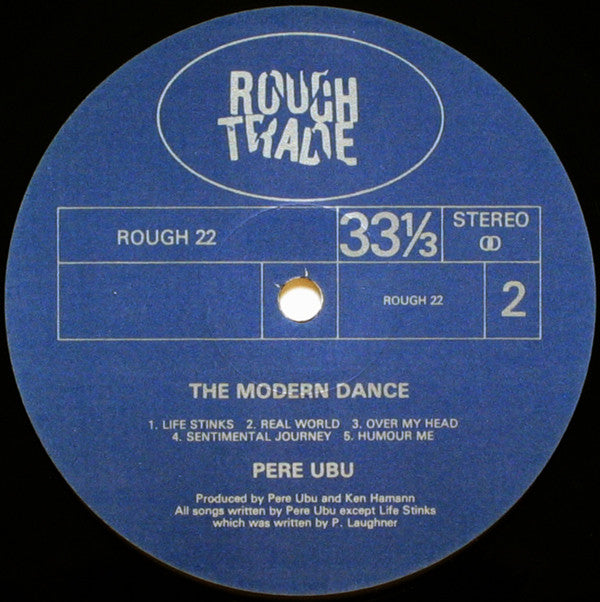 ROUGH
TRADE
ROUGH 22
33⅓
STEREO
ROUGH 22
2
THE MODERN DANCE
1. LIFE STINKS 2. REAL WORLD 3. OVER MY HEAD
4. SENTIMENTAL JOURNEY 5. HUMOUR ME
PERE UBU
Produced by Pere Ubu and Ken Hamann
All songs written by Pere Ubu except Life Stinks
which was written by P. Laughner